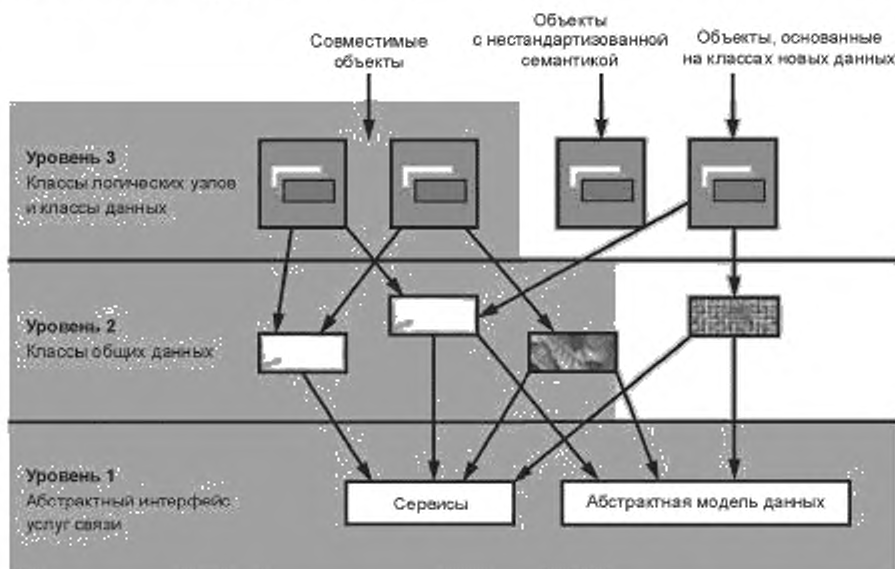 Совместимые
объекты
Объекты
с нестандартизованной
семантикой
Объекты, основанные
на классах новых данных
Уровень 3
Классы логических узлов
и классы данных
Уровень 2
Классы общих данных
Уровень 1
Абстрактный интерфейс
услуг связи
Сервисы
Абстрактная модель данных